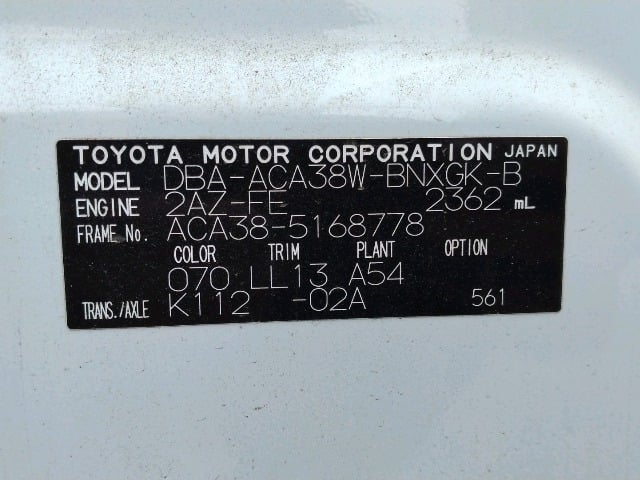 TOYOTA MOTOR CORPORATION JAPAN
MODEL DBA-ACA38W-BNXGK-B
ENGINE 2AZ-FE 2362 mL
FRAME No. ACA38-5168778
COLOR TRIM PLANT OPTION
070 LL13 A54
TRANS./AXLE K112 -02A 561